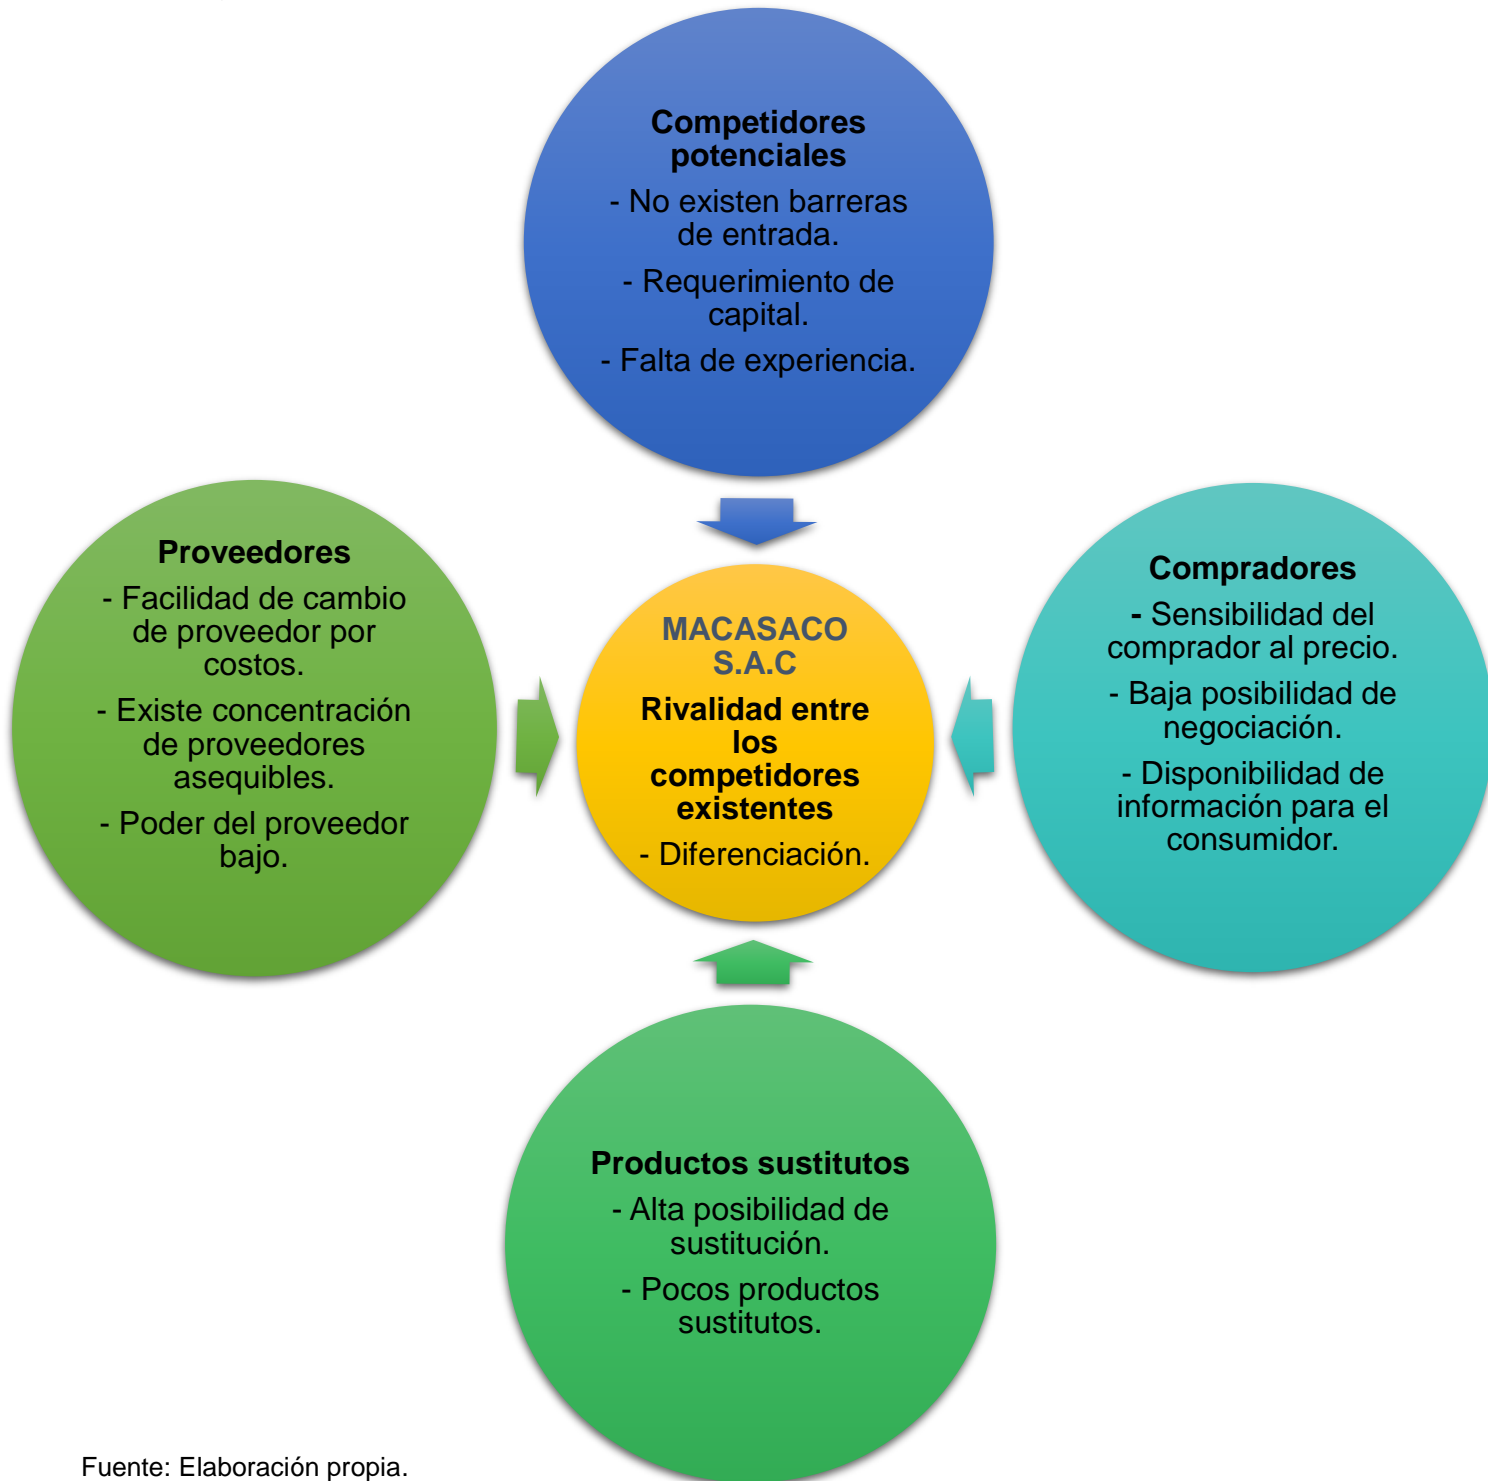 Competidores
potenciales
- No existen barreras
de entrada.
- Requerimiento de
capital.
- Falta de experiencia.
Proveedores
- Facilidad de cambio
de proveedor por
costos.
- Existe concentración
de proveedores
asequibles.
- Poder del proveedor
bajo.
MACASACO
S.A.C
Rivalidad entre
los
competidores
existentes
- Diferenciación.
Compradores
- Sensibilidad del
comprador al precio.
- Baja posibilidad de
negociación.
- Disponibilidad de
información para el
consumidor.
Productos sustitutos
- Alta posibilidad de
sustitución.
- Pocos productos
sustitutos.
Fuente: Elaboración propia.